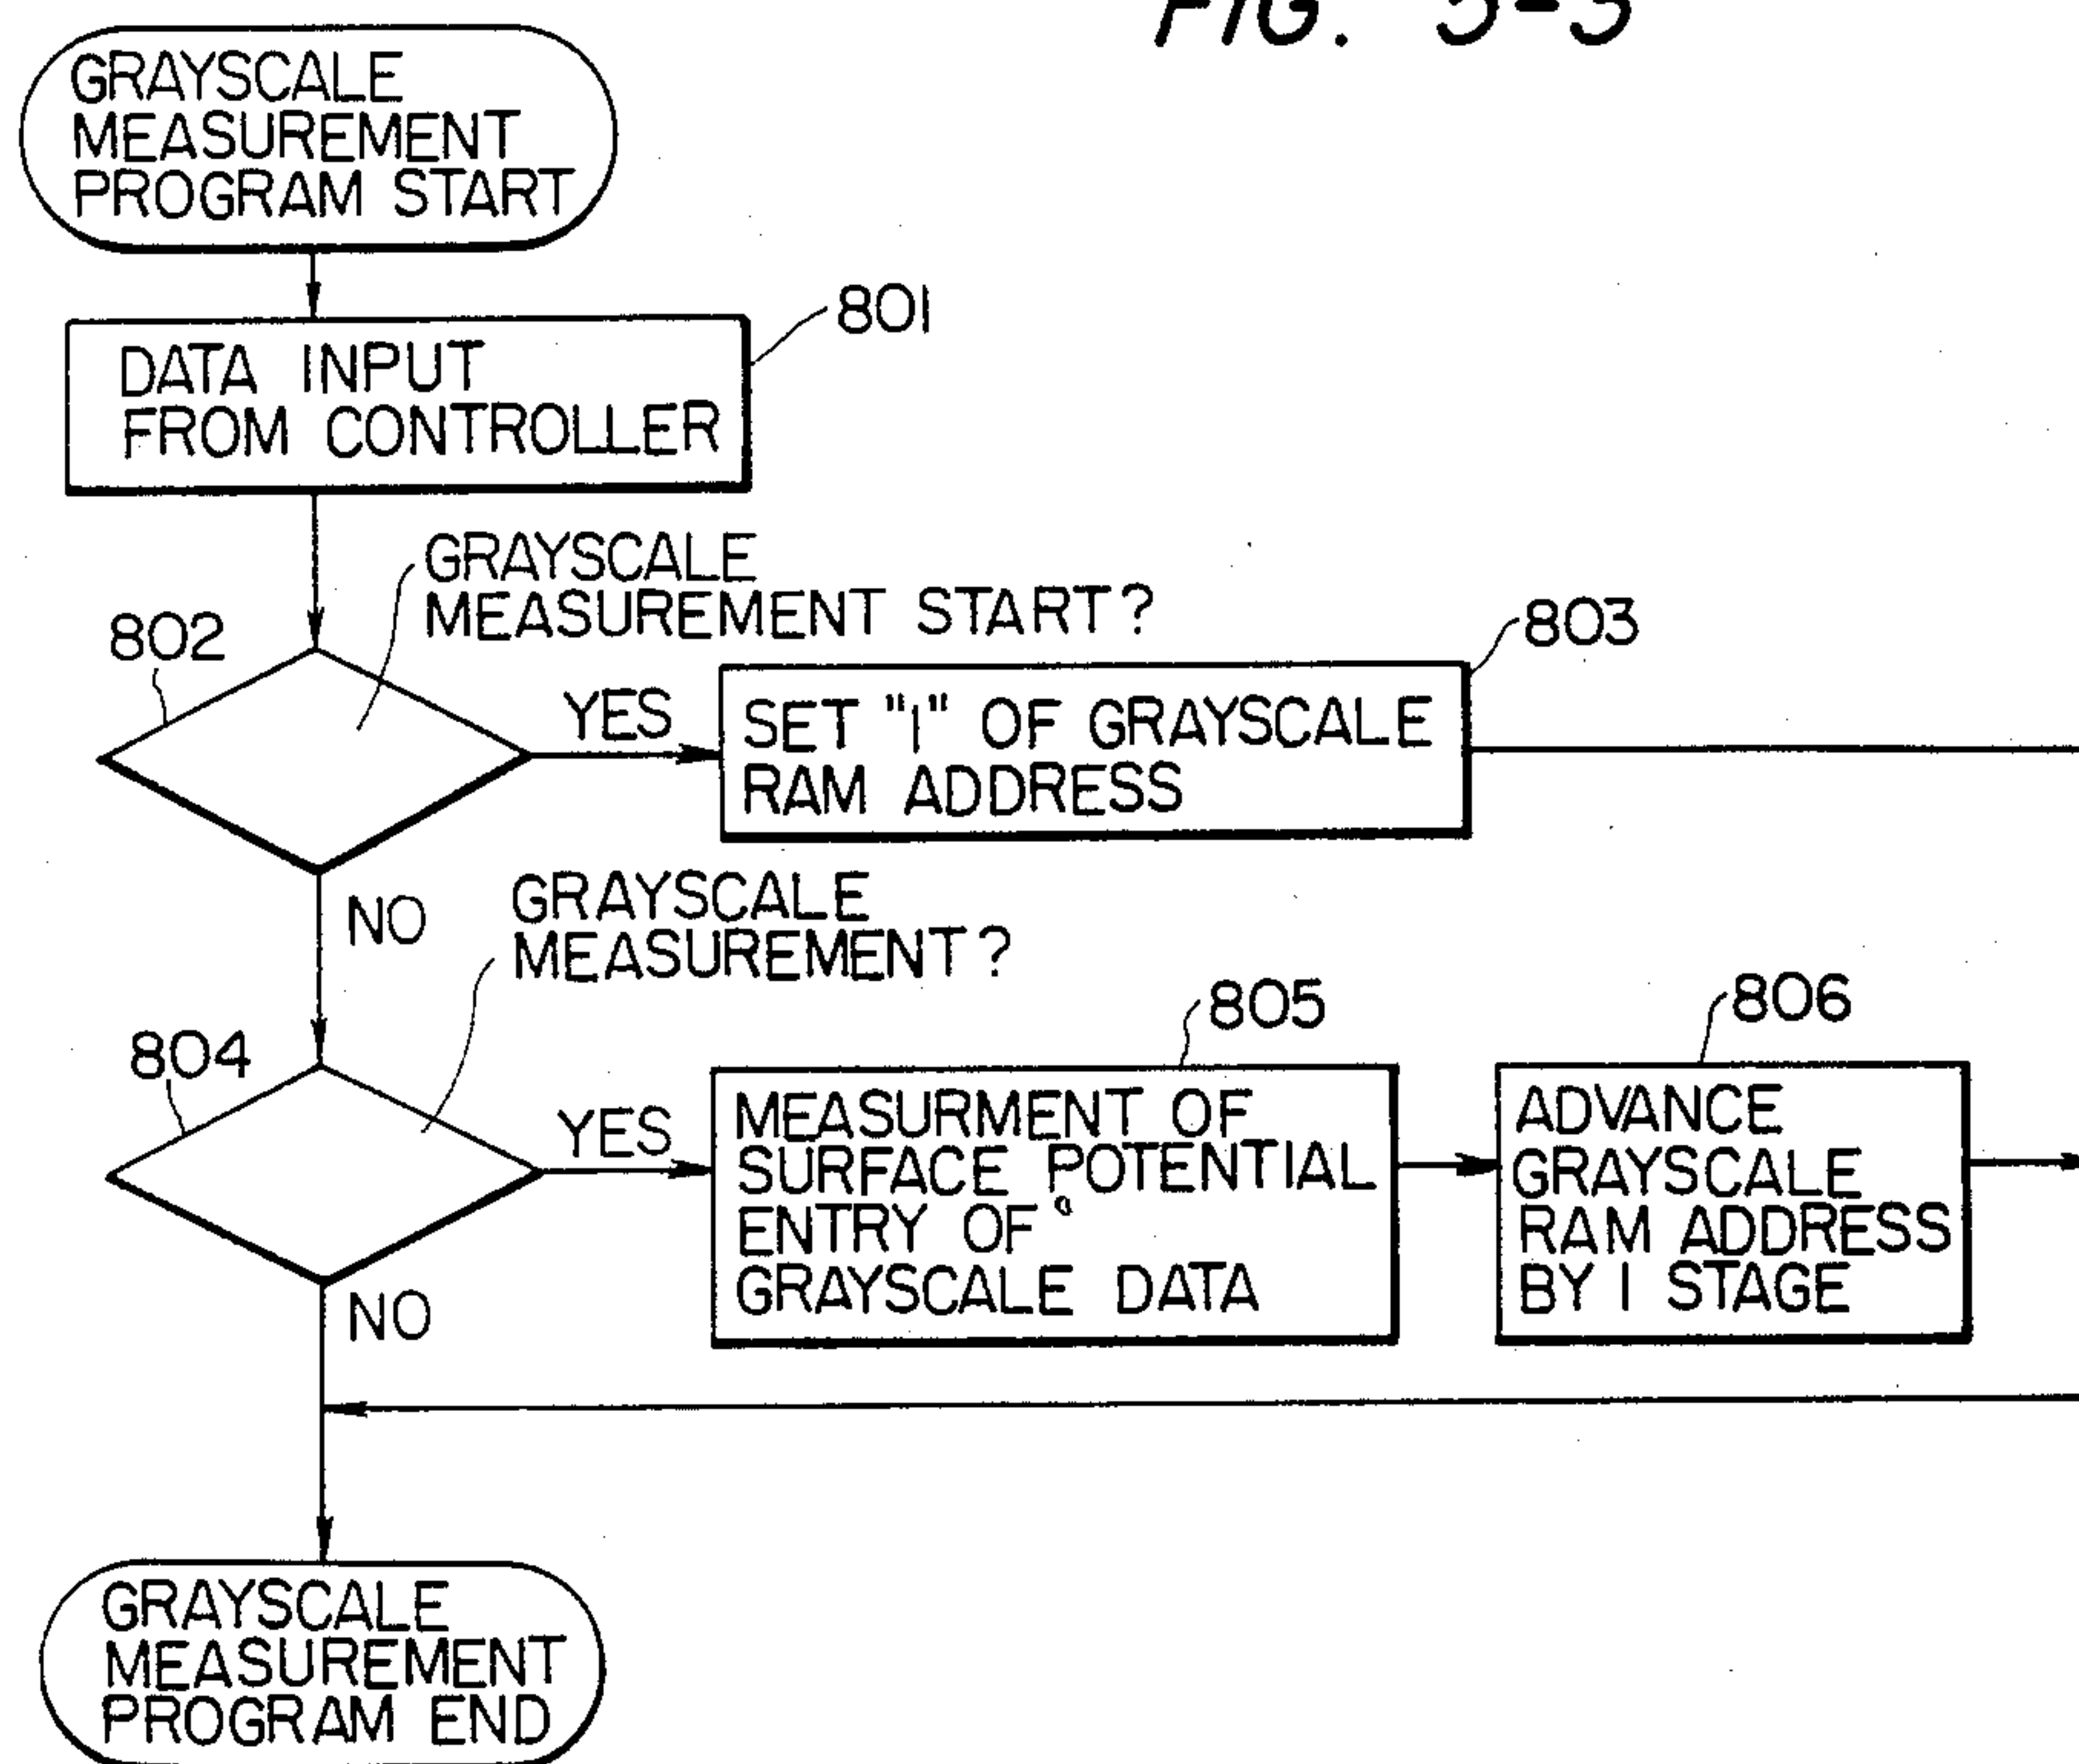 FIG. 5-3
GRAYSCALE
MEASUREMENT
PROGRAM START
801
DATA INPUT
FROM CONTROLLER
GRAYSCALE
MEASUREMENT START?
802
803
YES
SET "1" OF GRAYSCALE
RAM ADDRESS
NO
GRAYSCALE
MEASUREMENT?
804
805
806
YES
MEASURMENT OF
SURFACE POTENTIAL
ENTRY OF
GRAYSCALE DATA
ADVANCE
GRAYSCALE
RAM ADDRESS
BY 1 STAGE
NO
GRAYSCALE
MEASUREMENT
PROGRAM END